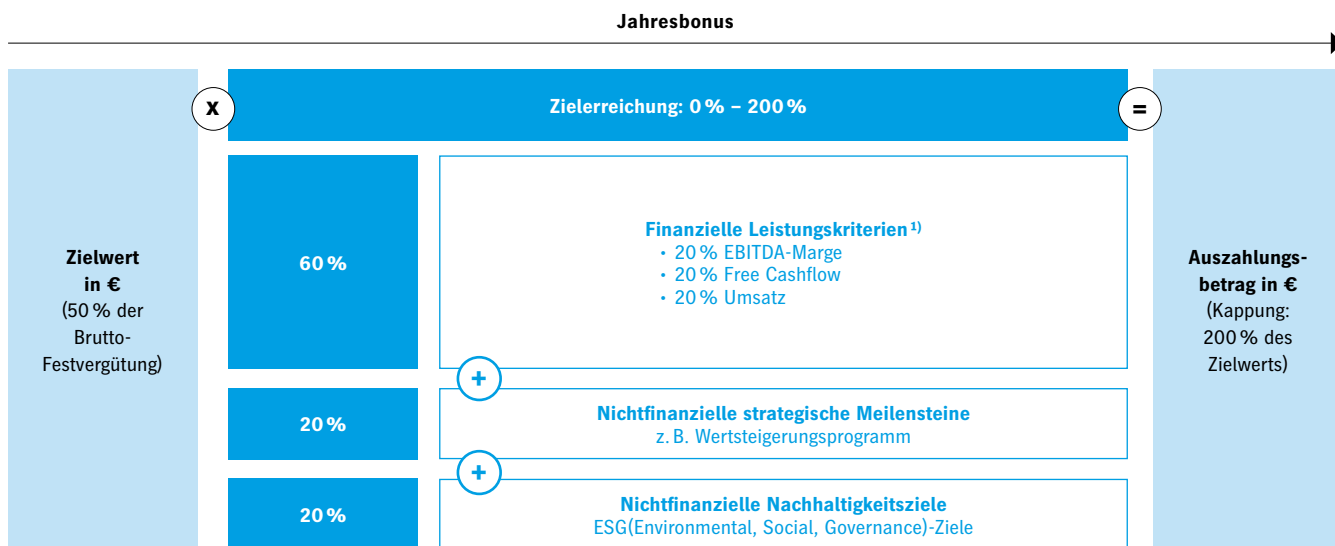 Jahresbonus
Zielwert
in €
(50 % der
Brutto-
Festvergütung)
x
Zielerreichung: 0 % – 200 %
=
60 %
Finanzielle Leistungskriterien 1)
• 20 % EBITDA-Marge
• 20 % Free Cashflow
• 20 % Umsatz
+
20 %
Nichtfinanzielle strategische Meilensteine
z. B. Wertsteigerungsprogramm
+
20 %
Nichtfinanzielle Nachhaltigkeitsziele
ESG(Environmental, Social, Governance)-Ziele
Auszahlungs-
betrag in €
(Kappung:
200 % des
Zielwerts)